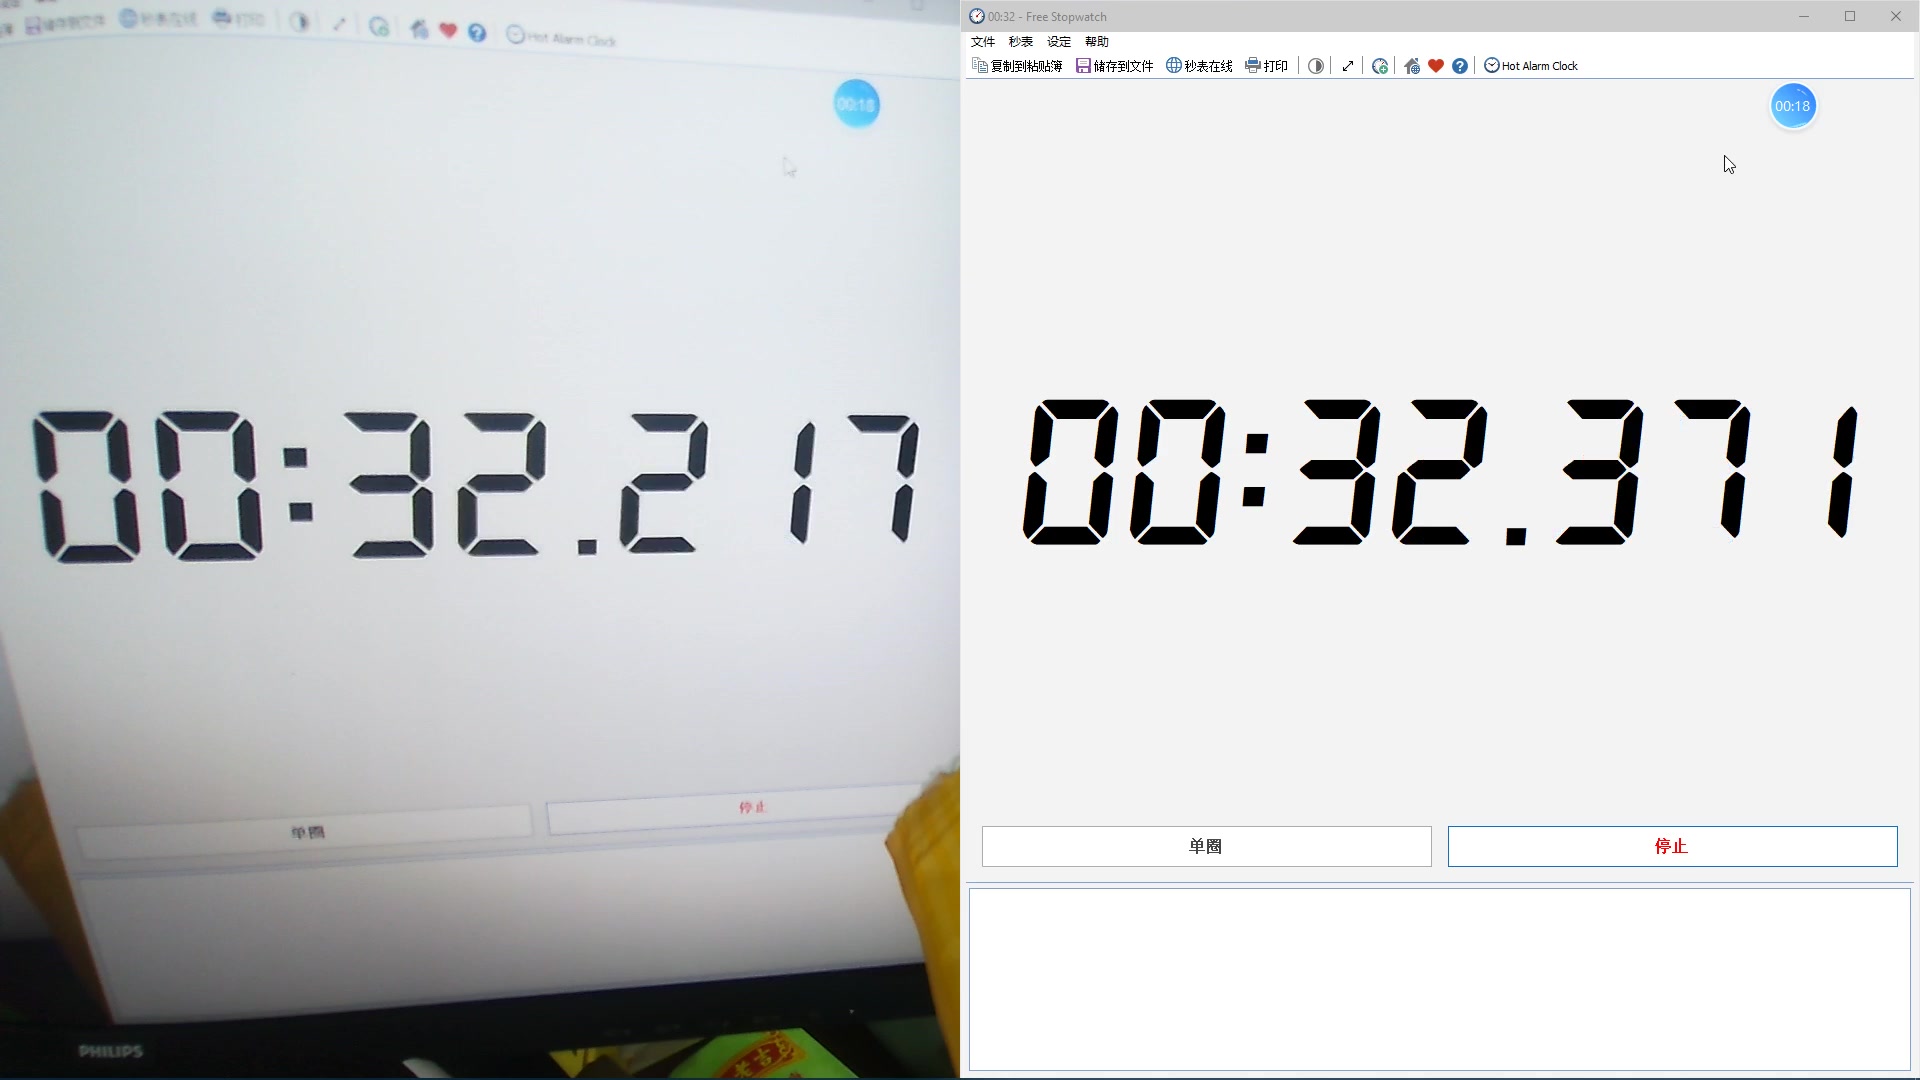 储存到文件 秒表在线 打印 Hot Alarm Clock
00:18
00:32.217
单圈 停止
PHILIPS
00:32 - Free Stopwatch
文件 秒表 设定 帮助
复制到粘贴簿 储存到文件 秒表在线 打印 Hot Alarm Clock
00:18
00:32.371
单圈 停止